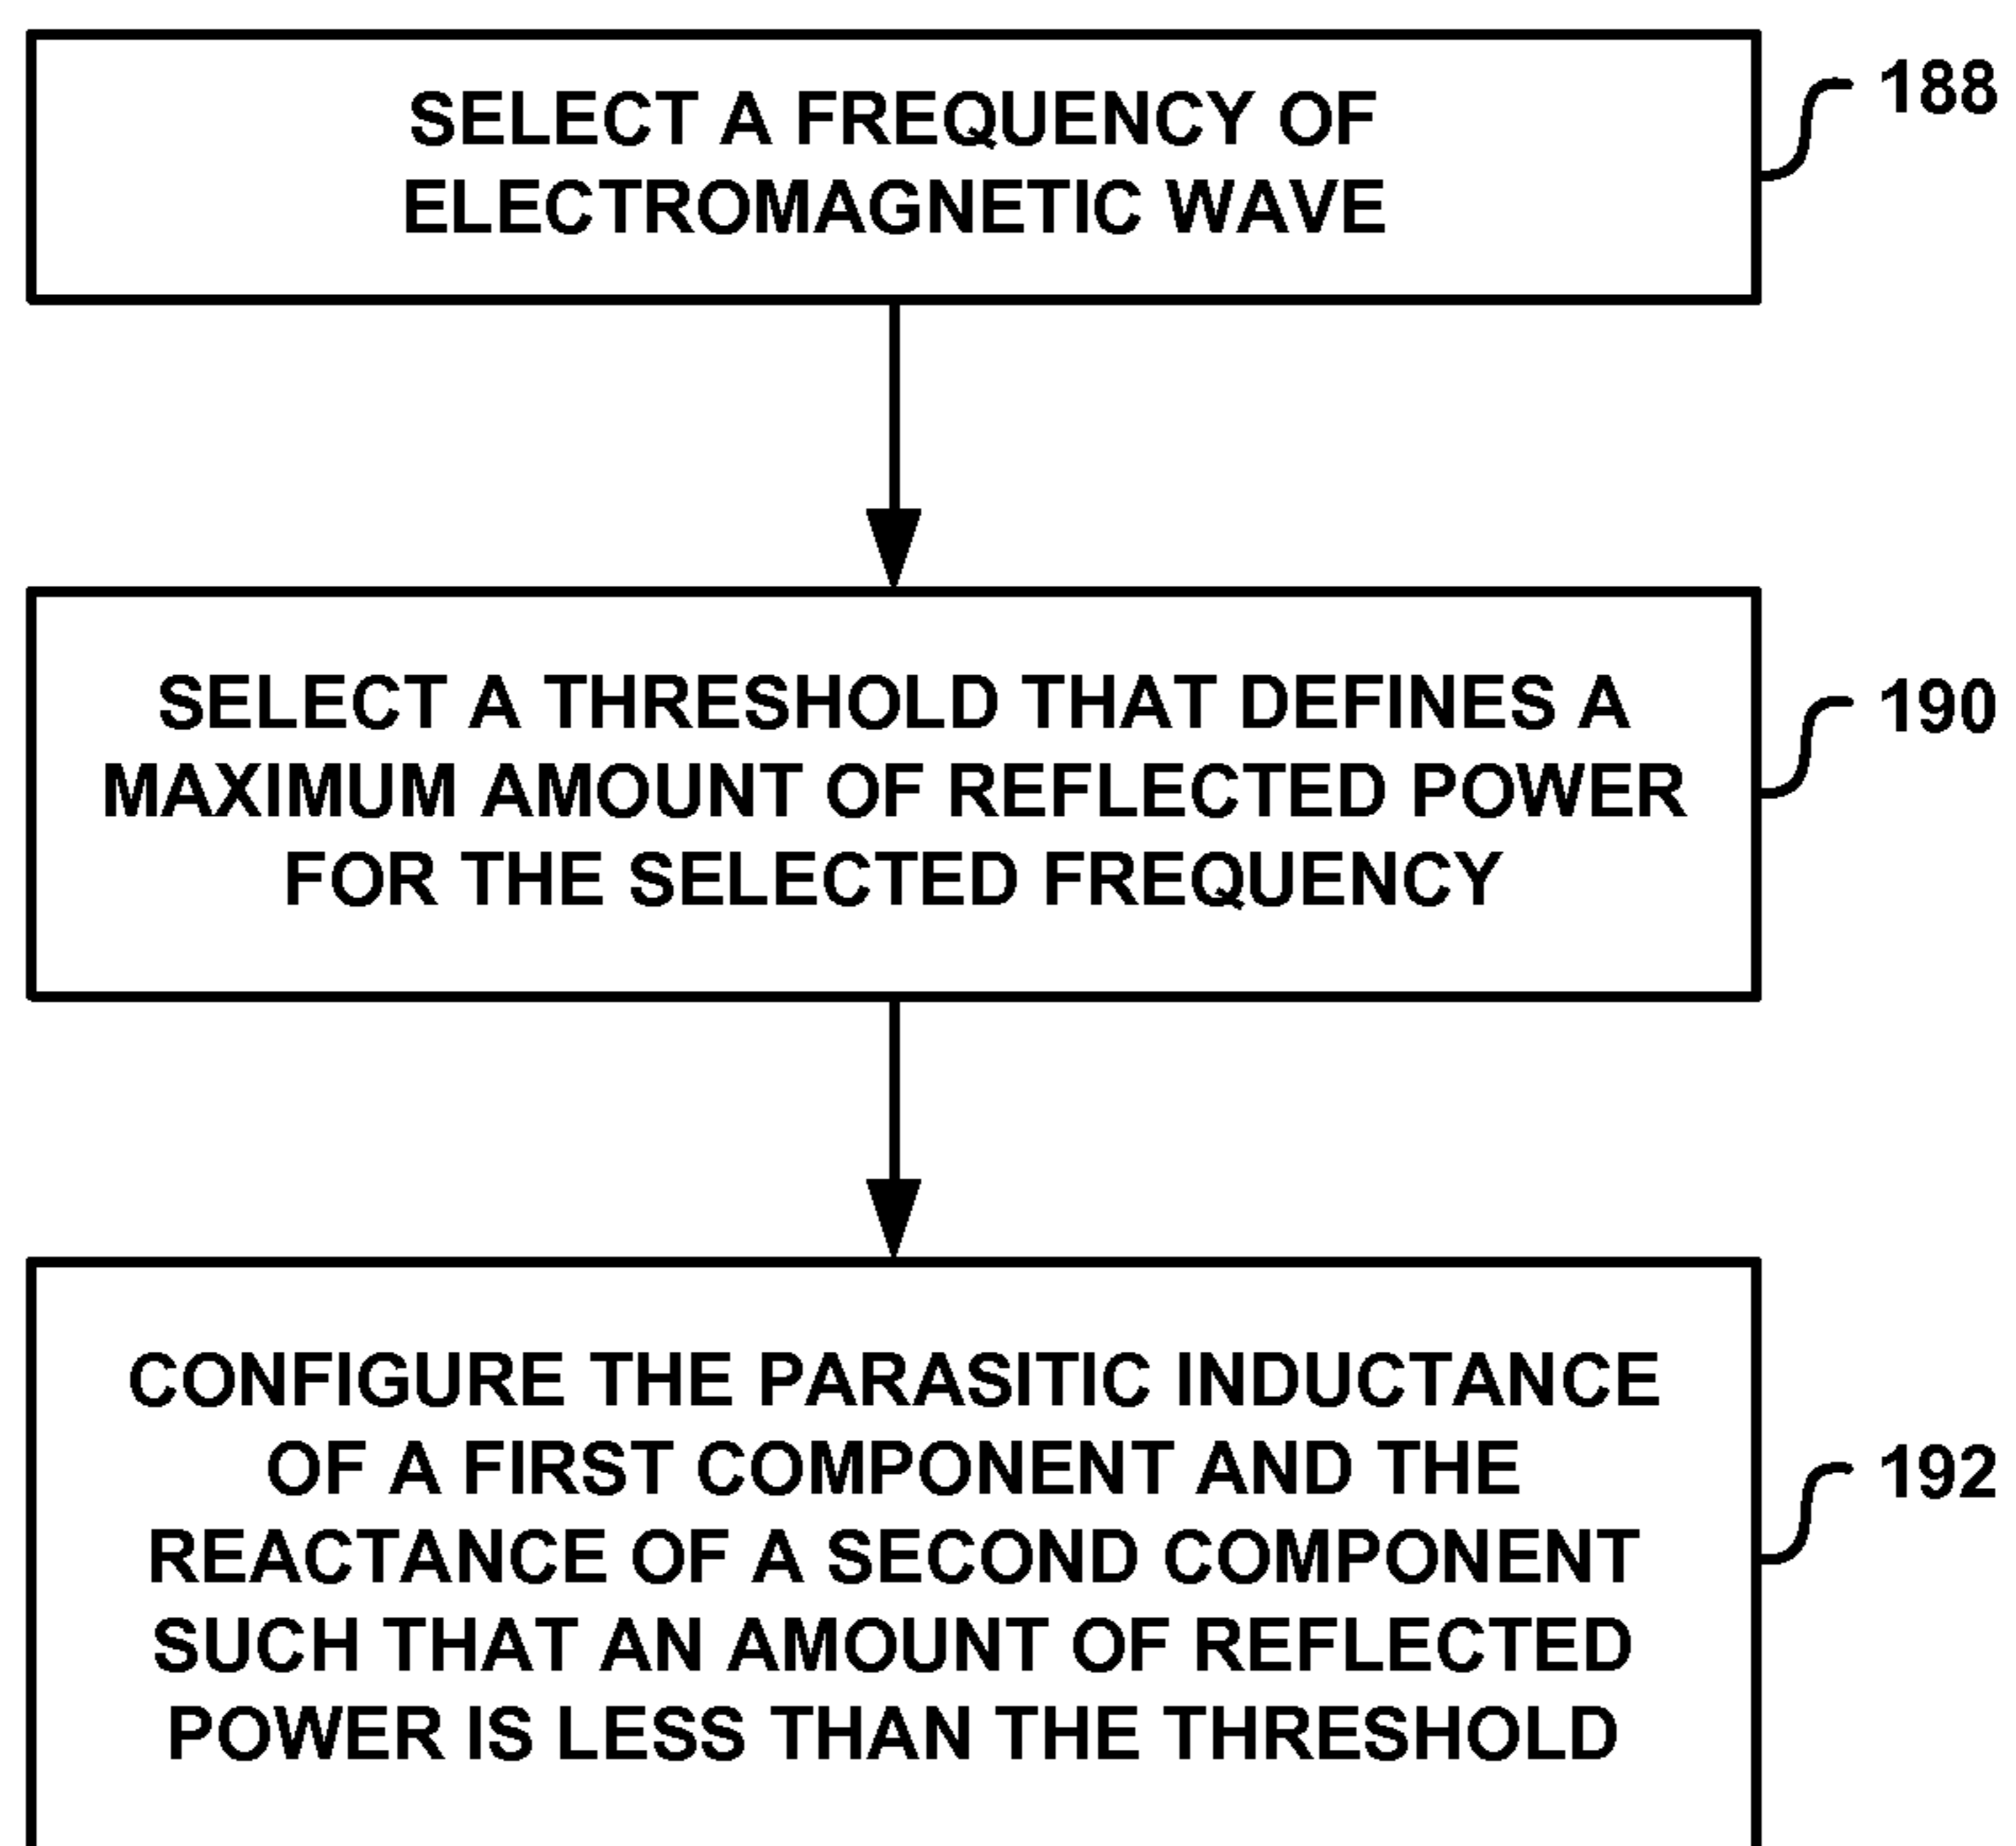 SELECT A FREQUENCY OF
ELECTROMAGNETIC WAVE
188
SELECT A THRESHOLD THAT DEFINES A
MAXIMUM AMOUNT OF REFLECTED POWER
FOR THE SELECTED FREQUENCY
190
CONFIGURE THE PARASITIC INDUCTANCE
OF A FIRST COMPONENT AND THE
REACTANCE OF A SECOND COMPONENT
SUCH THAT AN AMOUNT OF REFLECTED
POWER IS LESS THAN THE THRESHOLD
192